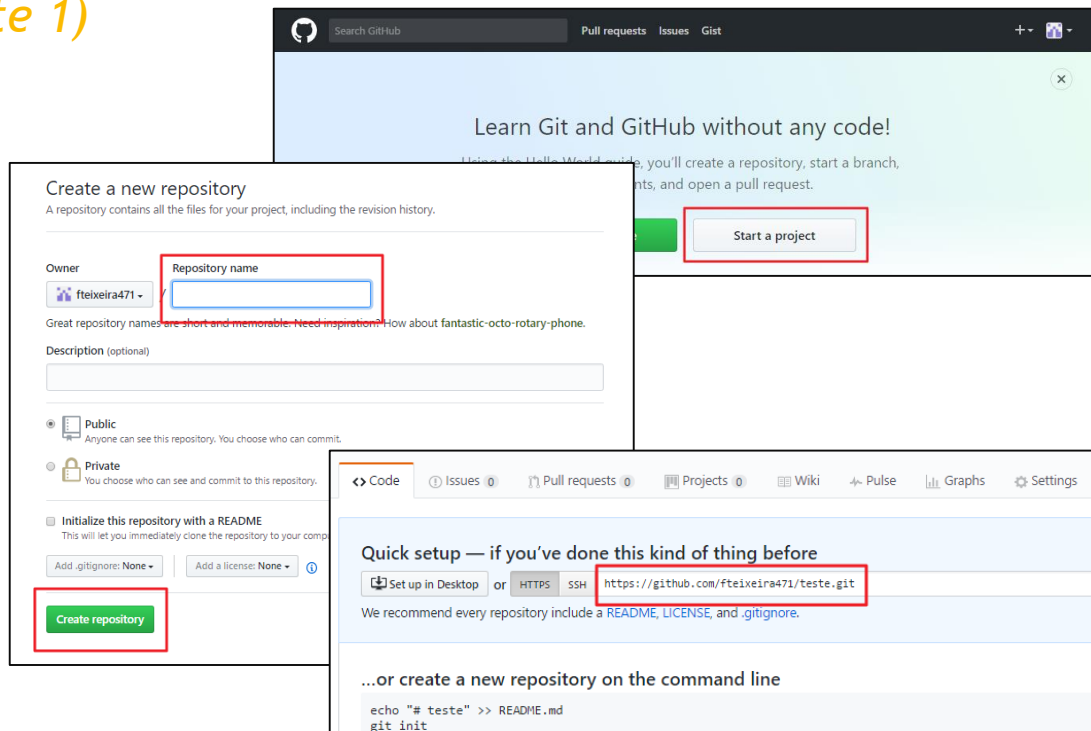 te 1)
Search GitHub
Pull requests Issues Gist
Learn Git and GitHub without any code!
Using the Hello World guide, you'll create a repository, start a branch,
nts, and open a pull request.
Start a project
Create a new repository
A repository contains all the files for your project, including the revision history.
Owner
Repository name
fteixeira471
/
Great repository names are short and memorable. Need inspiration? How about fantastic-octo-rotary-phone.
Description (optional)
Public
Anyone can see this repository. You choose who can commit.
Private
You choose who can see and commit to this repository.
Initialize this repository with a README
This will let you immediately clone the repository to your comp
Add .gitignore: None
Add a license: None
Create repository
Code Issues 0 Pull requests 0 Projects 0 Wiki Pulse Graphs Settings
Quick setup — if you've done this kind of thing before
Set up in Desktop or HTTPS SSH https://github.com/fteixeira471/teste.git
We recommend every repository include a README, LICENSE, and .gitignore.
...or create a new repository on the command line
echo "# teste" >> README.md
git init